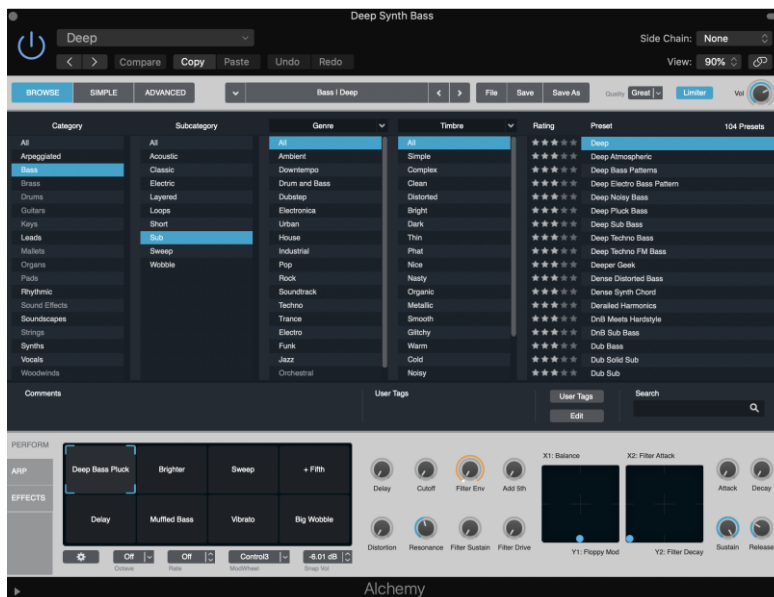 Deep Synth Bass
Deep
Side Chain: None
Compare Copy Paste Undo Redo
View: 90%
BROWSE SIMPLE ADVANCED Bass | Deep File Save Save As Quality Great Limiter Vol
Category Subcategory Genre Timbre Rating Preset 104 Presets
All All All All Deep
Arpeggiated Acoustic Ambient Simple Deep Atmospheric
Bass Classic Downtempo Complex Deep Bass Patterns
Brass Electric Drum and Bass Clean Deep Electro Bass Pattern
Drums Layered Dubstep Distorted Deep Noisy Bass
Guitars Loops Electronica Bright Deep Pluck Bass
Keys Short Urban Dark Deep Sub Bass
Leads Sub House Thin Deep Techno Bass
Mallets Sweep Industrial Phat Deep Techno FM Bass
Organs Wobble Pop Nice Deeper Geek
Pads Rock Nasty Dense Distorted Bass
Rhythmic Soundtrack Organic Dense Synth Chord
Sound Effects Techno Metallic Derailed Harmonics
Soundscapes Trance Smooth DnB Meets Hardstyle
Strings Electro Glitchy DnB Sub Bass
Synths Funk Warm Dub Bass
Vocals Jazz Cold Dub Solid Sub
Woodwinds Orchestral Noisy Dub Sub
Comments User Tags User Tags Search
Edit
PERFORM
ARP
EFFECTS
Deep Bass Pluck Brighter Sweep + Fifth
Delay Muffled Bass Vibrato Big Wobble
Off Off Control3 -6.01 dB
Octave Rate ModWheel Snap Vol
Delay Cutoff Filter Env Add 5th
Distortion Resonance Filter Sustain Filter Drive
X1: Balance X2: Filter Attack
Y1: Floppy Mod Y2: Filter Decay
Attack Decay
Sustain Release
Alchemy